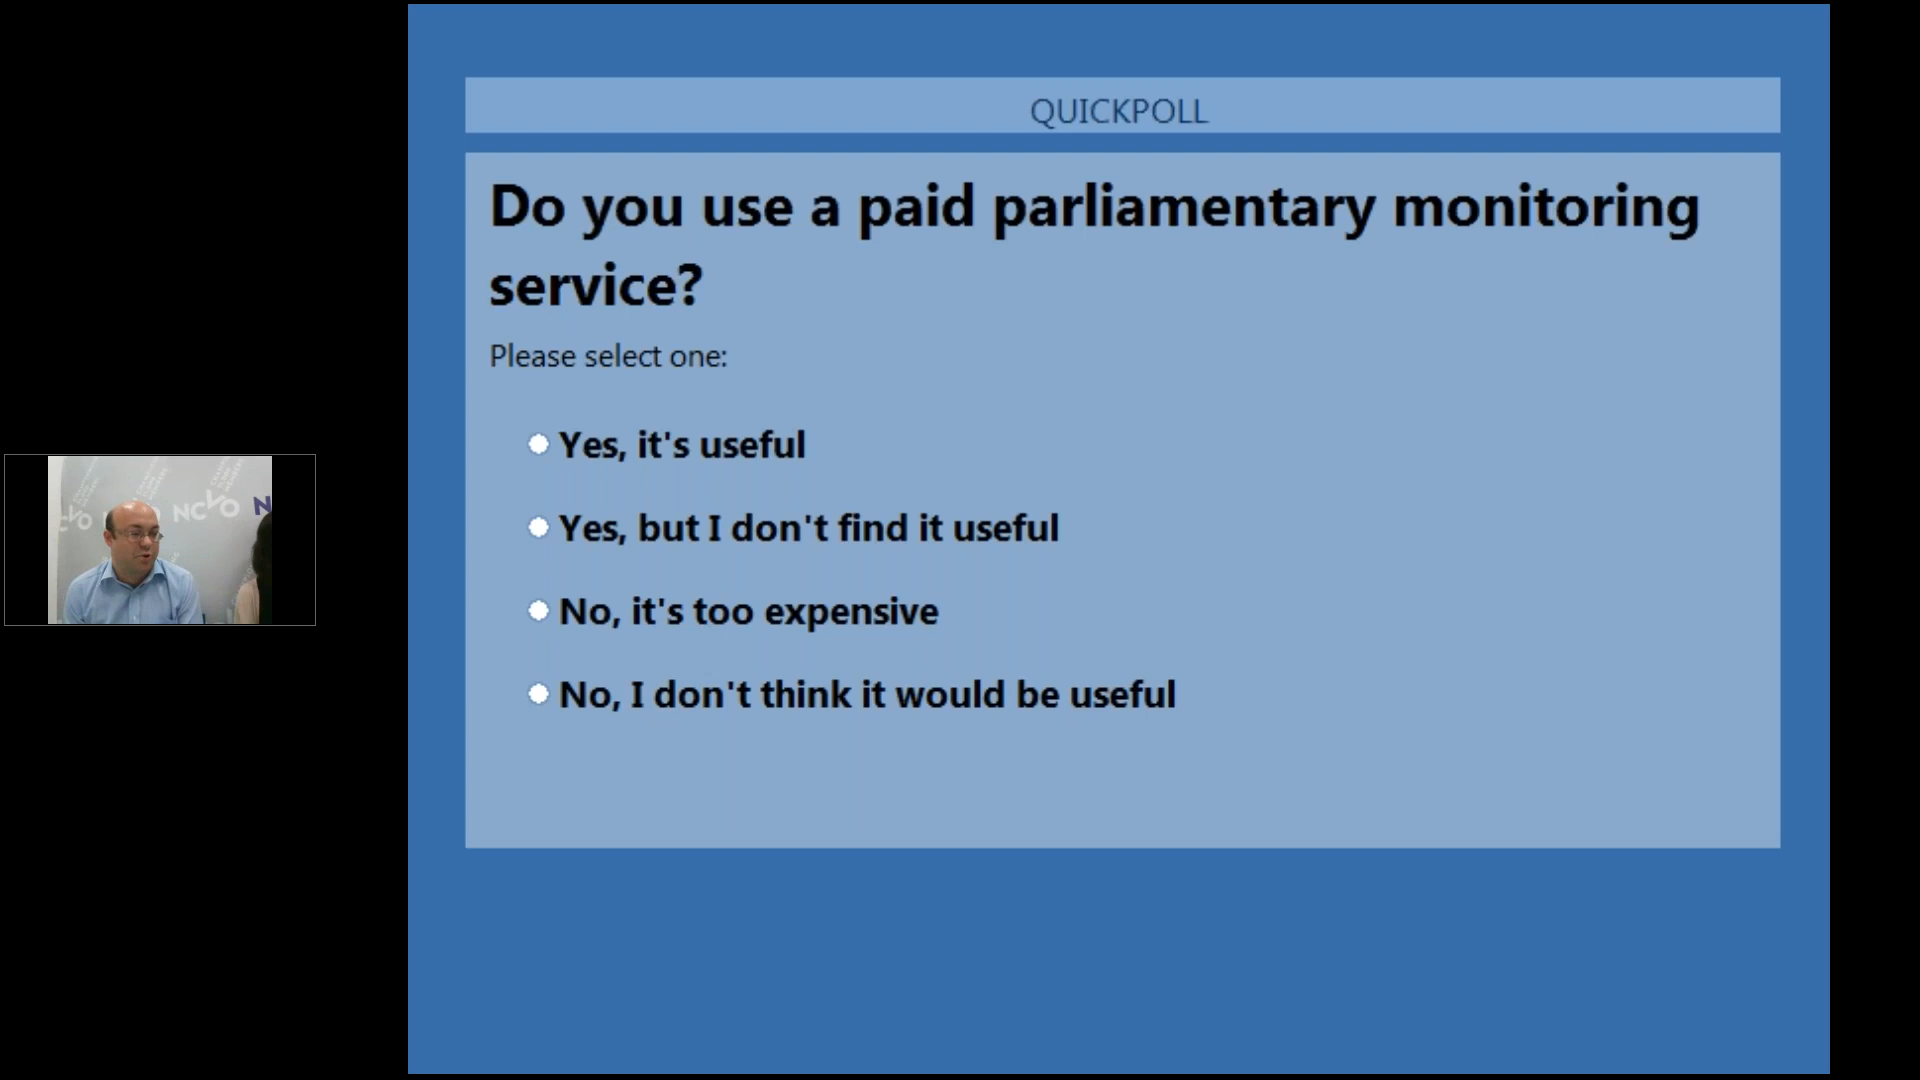 QUICKPOLL
Do you use a paid parliamentary monitoring
service?
Please select one:
Yes, it's useful
Yes, but I don't find it useful
No, it's too expensive
No, I don't think it would be useful
NCVO